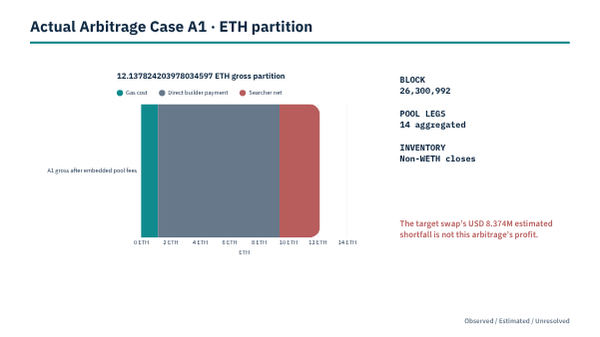 Actual Arbitrage Case A1 · ETH partition
12.137824203978034597 ETH gross partition
Gas cost Direct builder payment Searcher net
A1 gross after embedded pool fees
0 ETH 2 ETH 4 ETH 6 ETH 8 ETH 10 ETH 12 ETH 14 ETH
ETH
BLOCK
26,300,992
POOL LEGS
14 aggregated
INVENTORY
Non-WETH closes
The target swap's USD 8.374M estimated
shortfall is not this arbitrage's profit.
Observed / Estimated / Unresolved